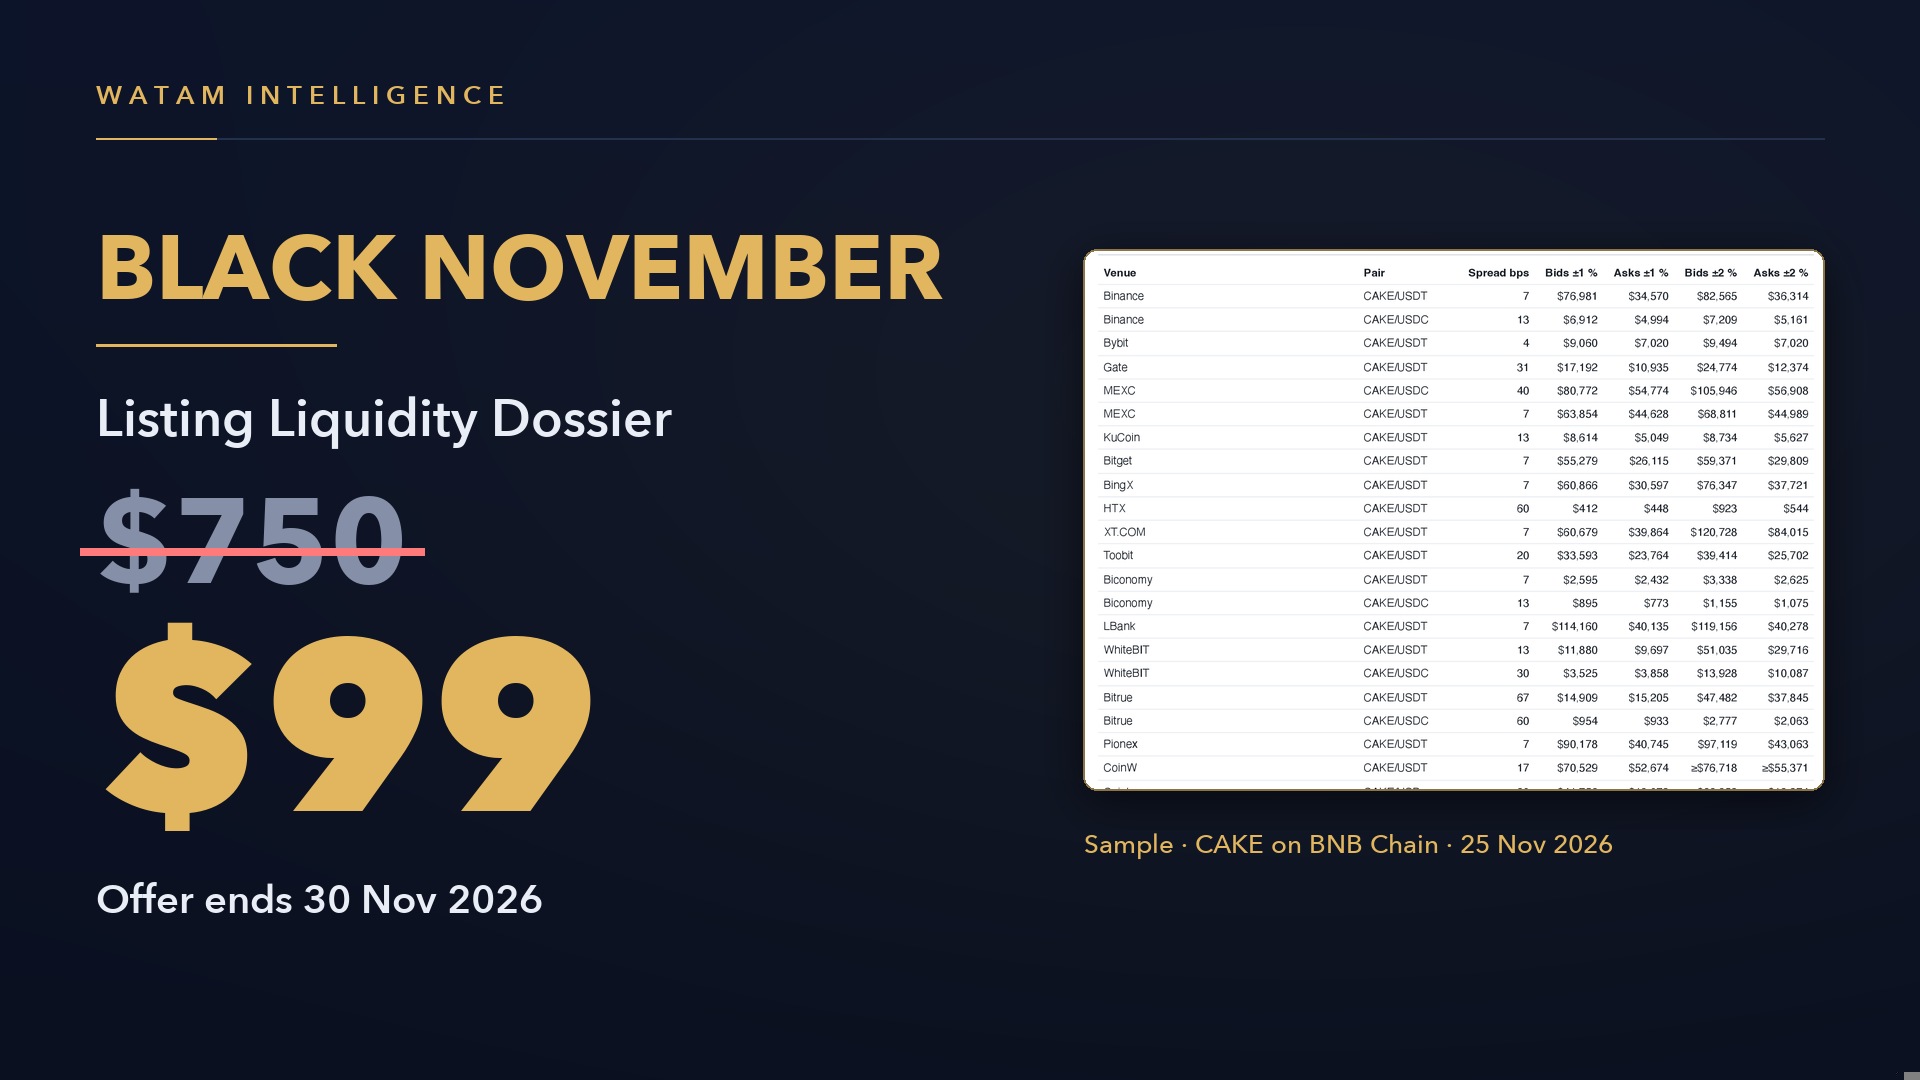 WATAM INTELLIGENCE
BLACK NOVEMBER
Listing Liquidity Dossier
$750
$99
Offer ends 30 Nov 2026
Venue Pair Spread bps Bids ±1 % Asks ±1 % Bids ±2 % Asks ±2 %
Binance CAKE/USDT 7 $76,981 $34,570 $82,565 $36,314
Binance CAKE/USDC 13 $6,912 $4,994 $7,209 $5,161
Bybit CAKE/USDT 4 $9,060 $7,020 $9,494 $7,020
Gate CAKE/USDT 31 $17,192 $10,935 $24,774 $12,374
MEXC CAKE/USDC 40 $80,772 $54,774 $105,946 $56,908
MEXC CAKE/USDT 7 $63,854 $44,628 $68,811 $44,989
KuCoin CAKE/USDT 13 $8,614 $5,049 $8,734 $5,627
Bitget CAKE/USDT 7 $55,279 $26,115 $59,371 $29,809
BingX CAKE/USDT 7 $60,866 $30,597 $76,347 $37,721
HTX CAKE/USDT 60 $412 $448 $923 $544
XT.COM CAKE/USDT 7 $60,679 $39,864 $120,728 $84,015
Toobit CAKE/USDT 20 $33,593 $23,764 $39,414 $25,702
Biconomy CAKE/USDT 7 $2,595 $2,432 $3,338 $2,625
Biconomy CAKE/USDC 13 $895 $773 $1,155 $1,075
LBank CAKE/USDT 7 $114,160 $40,135 $119,156 $40,278
WhiteBIT CAKE/USDT 13 $11,880 $9,697 $51,035 $29,716
WhiteBIT CAKE/USDC 30 $3,525 $3,858 $13,928 $10,087
Bitrue CAKE/USDT 67 $14,909 $15,205 $47,482 $37,845
Bitrue CAKE/USDC 60 $954 $933 $2,777 $2,063
Pionex CAKE/USDT 7 $90,178 $40,745 $97,119 $43,063
CoinW CAKE/USDT 17 $70,529 $52,674 ≥$76,718 ≥$55,371
Sample · CAKE on BNB Chain · 25 Nov 2026